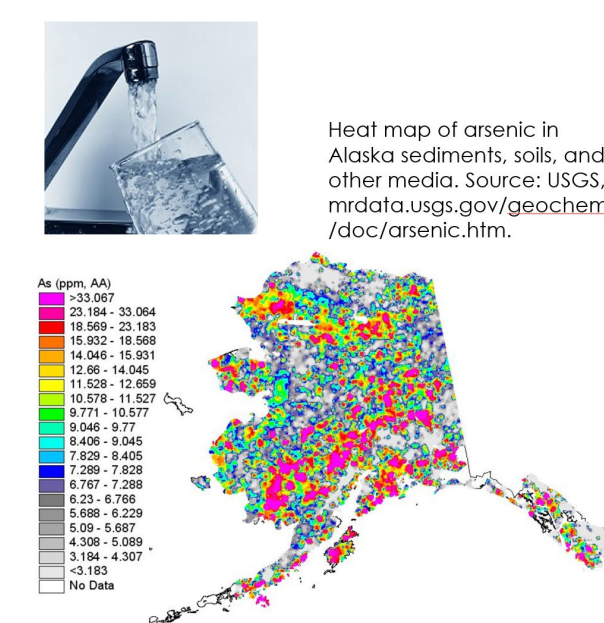 Heat map of arsenic in
Alaska sediments, soils, and
other media. Source: USGS,
mrdata.usgs.gov/geochem
/doc/arsenic.htm.
As (ppm, AA)
>33.067
23.184 - 33.064
18.569 - 23.183
15.932 - 18.568
14.046 - 15.931
12.66 - 14.045
11.528 - 12.659
10.578 - 11.527
9.771 - 10.577
9.046 - 9.77
8.406 - 9.045
7.829 - 8.405
7.289 - 7.828
6.767 - 7.288
6.23 - 6.766
5.688 - 6.229
5.09 - 5.687
4.308 - 5.089
3.184 - 4.307
<3.183
No Data